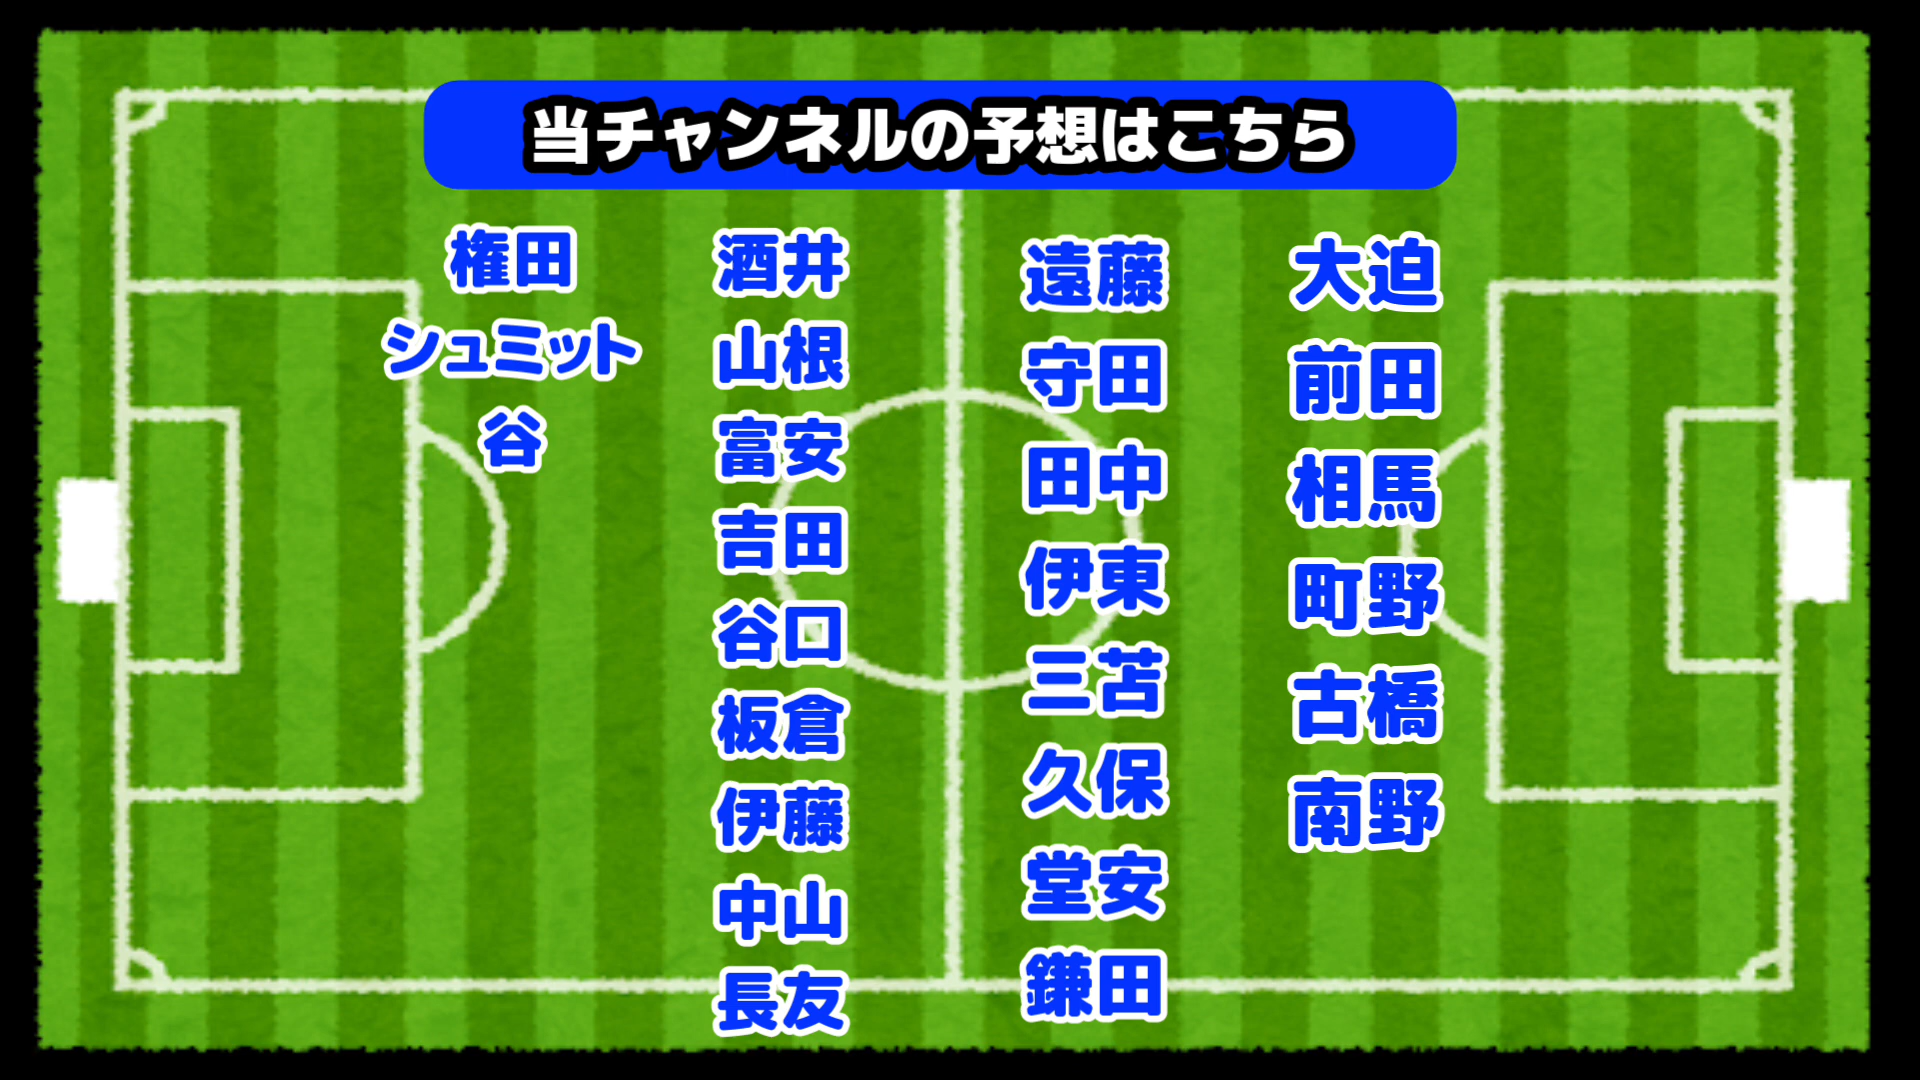 当チャンネルの予想はこちら
権田
シュミット
谷
酒井
山根
富安
吉田
谷口
板倉
伊藤
中山
長友
遠藤
守田
田中
伊東
三苫
久保
堂安
鎌田
大迫
前田
相馬
町野
古橋
南野